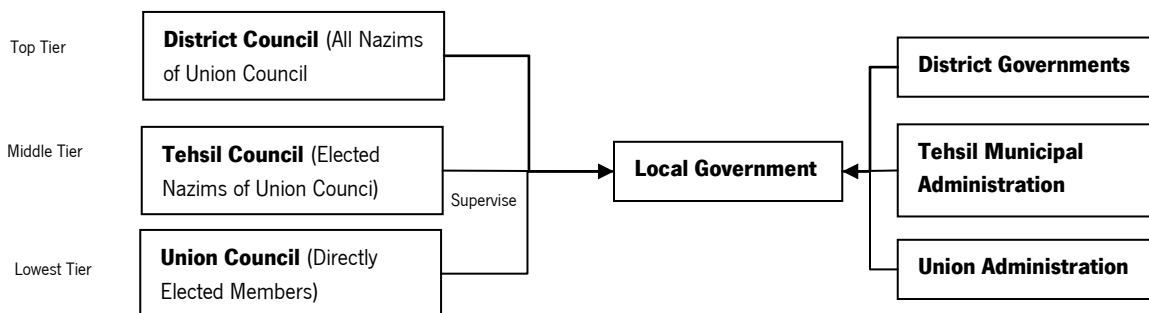 Top Tier
District Council (All Nazims
of Union Council
District Governments
Middle Tier
Tehsil Council (Elected
Nazims of Union Counci)
Supervise
Local Government
Tehsil Municipal
Administration
Lowest Tier
Union Council (Directly
Elected Members)
Union Administration